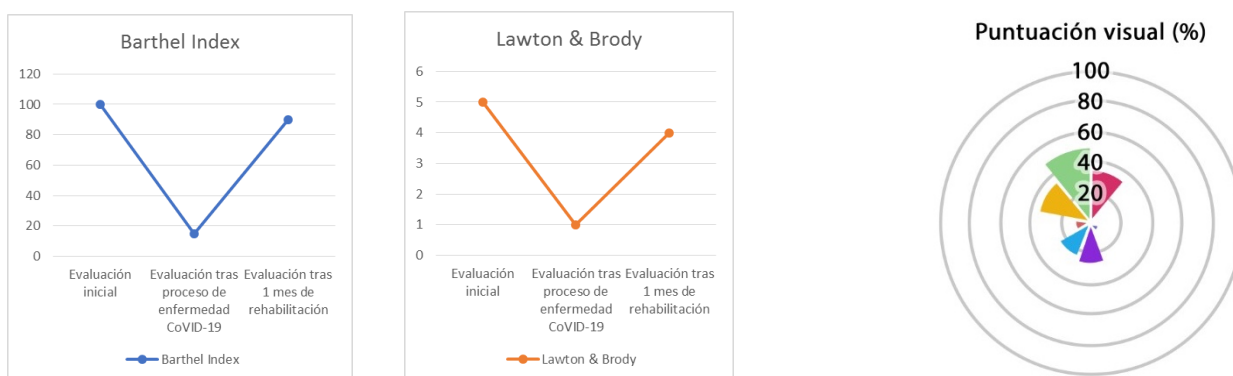 Barthel Index
120
100
80
60
40
20
0
Evaluación inicial
Evaluación tras proceso de enfermedad CoVID-19
Evaluación tras 1 mes de rehabilitación
Barthel Index
Lawton & Brody
6
5
4
3
2
1
0
Evaluación inicial
Evaluación tras proceso de enfermedad CoVID-19
Evaluación tras 1 mes de rehabilitación
Lawton & Brody
Puntuación visual (%)
100
80
60
40
20